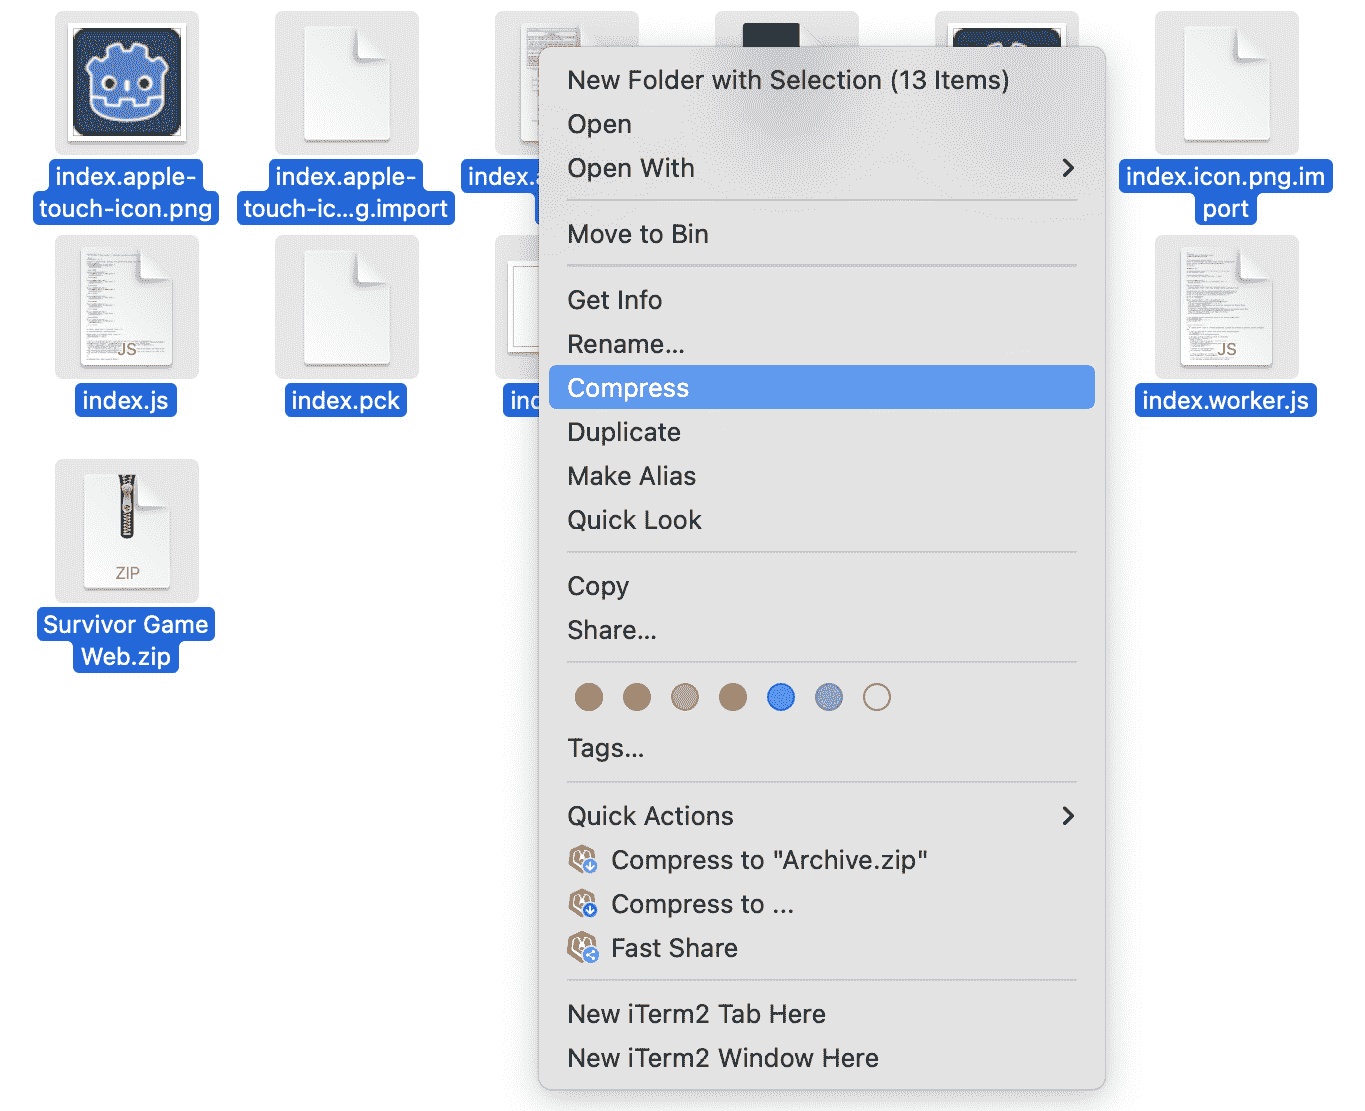 index.apple-
touch-icon.png
index.apple-
touch-ic...g.import
index.
index.icon.png.im
port
JS
index.js
index.pck
JS
index.worker.js
ZIP
Survivor Game
Web.zip
New Folder with Selection (13 Items)
Open
Open With
Move to Bin
Get Info
Rename...
Compress
Duplicate
Make Alias
Quick Look
Copy
Share...
Tags...
Quick Actions
Compress to "Archive.zip"
Compress to ...
Fast Share
New iTerm2 Tab Here
New iTerm2 Window Here